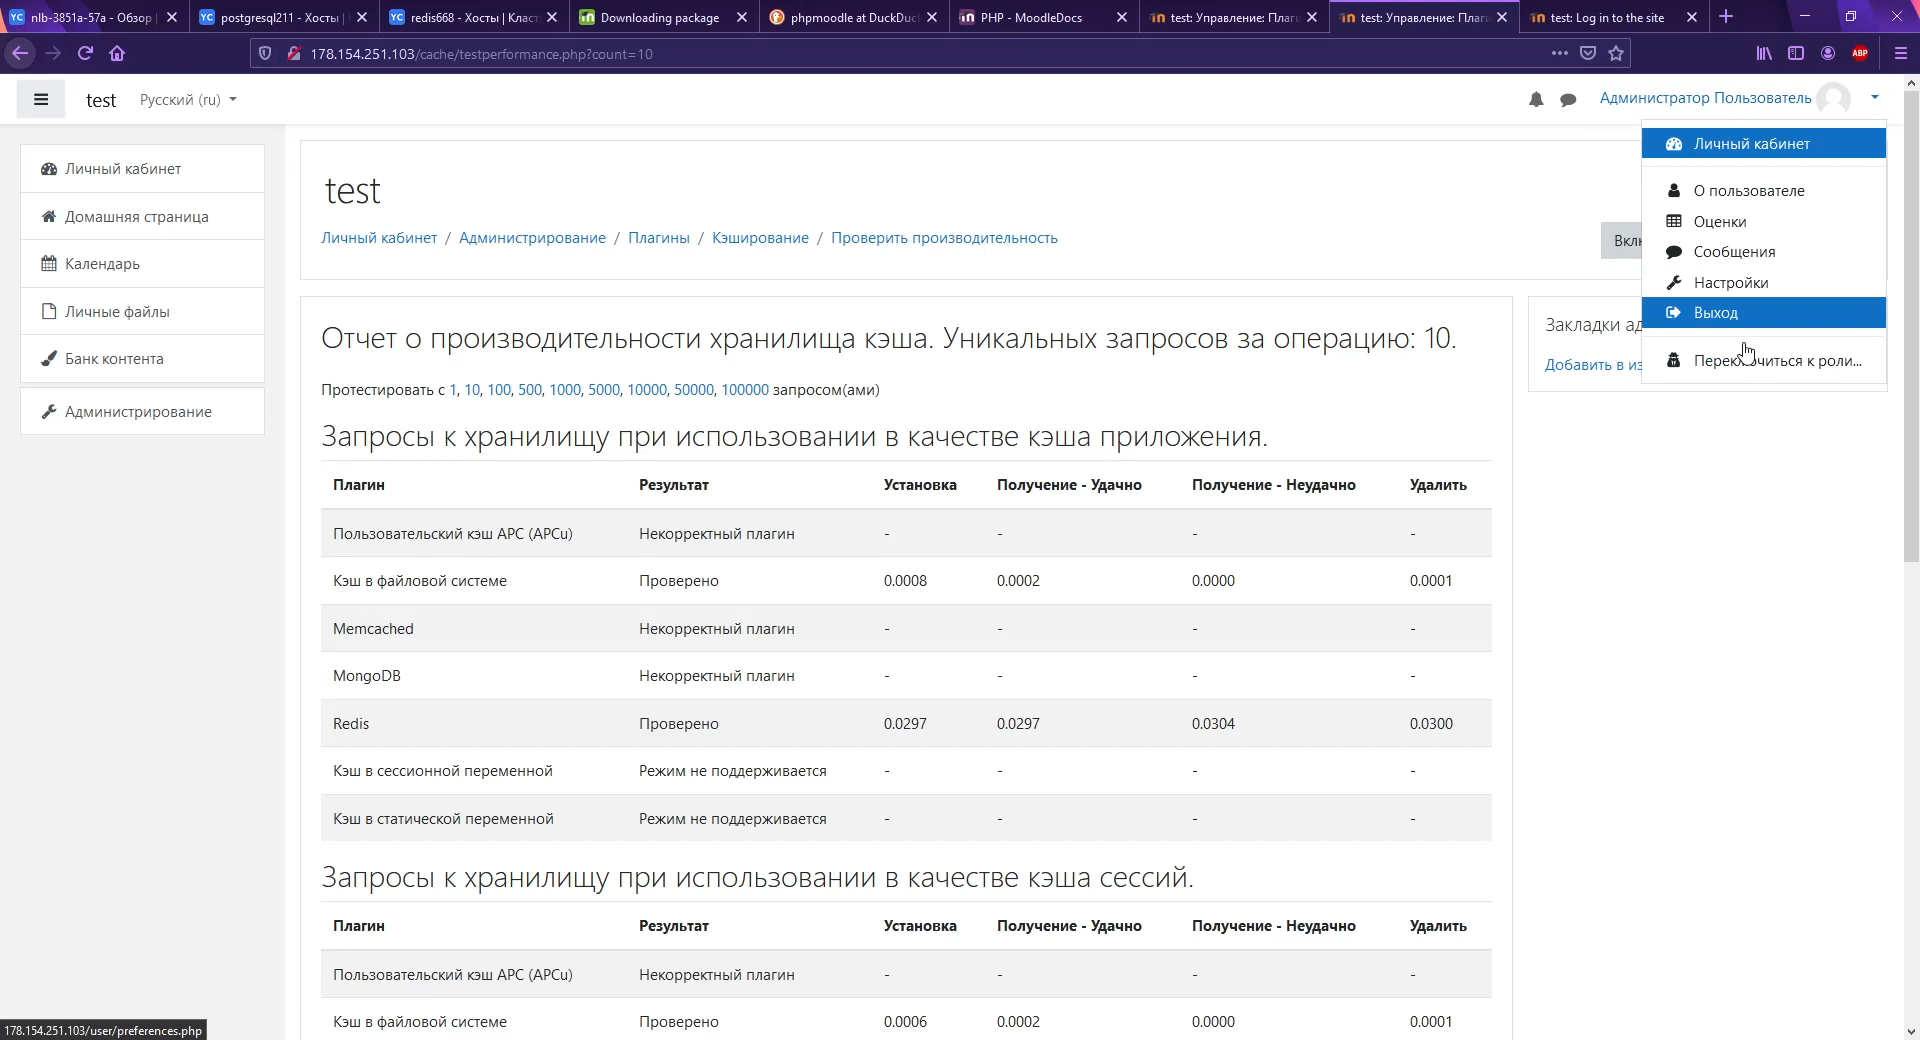 nlb-3851a-57a - Обзор
postgresql211 - Хосты |
redis668 - Хосты | Класт
Downloading package
phpmoodle at DuckDuc
PHP - MoodleDocs
test: Управление: Плаги
test: Управление: Плаги
test: Log in to the site
178.154.251.103/cache/testperformance.php?count=10
ABP
test
Русский (ru)
Администратор Пользователь
Личный кабинет
О пользователе
Оценки
Сообщения
Настройки
Выход
Переключиться к роли...
Личный кабинет
Домашняя страница
Календарь
Личные файлы
Банк контента
Администрирование
test
Личный кабинет / Администрирование / Плагины / Кэширование / Проверить производительность
Вкл
Закладки ад
Добавить в из
Отчет о производительности хранилища кэша. Уникальных запросов за операцию: 10.
Протестировать с 1, 10, 100, 500, 1000, 5000, 10000, 50000, 100000 запросом(ами)
Запросы к хранилищу при использовании в качестве кэша приложения.
Плагин Результат Установка Получение - Удачно Получение - Неудачно Удалить
Пользовательский кэш APC (APCu) Некорректный плагин - - - -
Кэш в файловой системе Проверено 0.0008 0.0002 0.0000 0.0001
Memcached Некорректный плагин - - - -
MongoDB Некорректный плагин - - - -
Redis Проверено 0.0297 0.0297 0.0304 0.0300
Кэш в сессионной переменной Режим не поддерживается - - - -
Кэш в статической переменной Режим не поддерживается - - - -
Запросы к хранилищу при использовании в качестве кэша сессий.
Плагин Результат Установка Получение - Удачно Получение - Неудачно Удалить
Пользовательский кэш APC (APCu) Некорректный плагин - - - -
Кэш в файловой системе Проверено 0.0006 0.0002 0.0000 0.0001
178.154.251.103/user/preferences.php